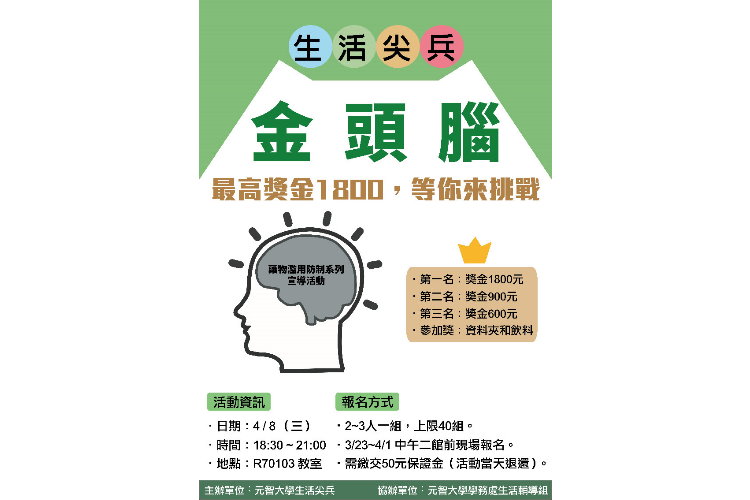 生活尖兵
金頭腦
最高獎金1800，等你來挑戰
藥物濫用防制系列
宣導活動
·第一名：獎金1800元
·第二名：獎金900元
·第三名：獎金600元
·參加獎：資料夾和飲料
活動資訊
·日期：4/8（三）
·時間：18:30~21:00
·地點：R70103 教室
報名方式
·2~3人一組，上限40組。
·3/23~4/1 中午二館前現場報名。
·需繳交50元保證金（活動當天退還）。
主辦單位：元智大學生活尖兵
協辦單位：元智大學學務處生活輔導組